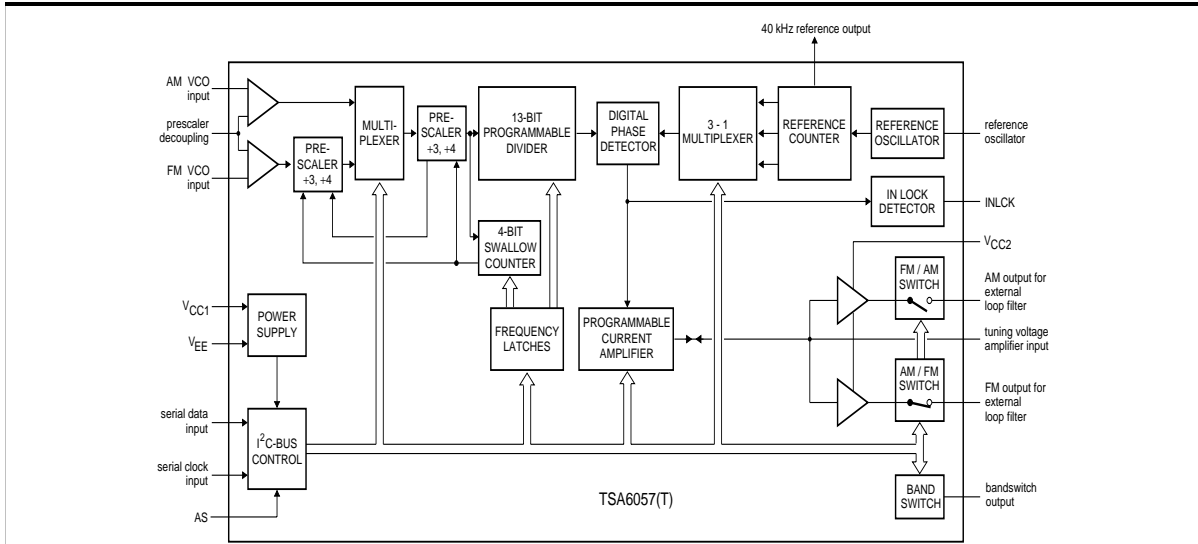 40 kHz reference output
AM VCO
input
prescaler
decoupling
FM VCO
input
PRE-
SCALER
+3, +4
MULTI-
PLEXER
PRE-
SCALER
+3, +4
13-BIT
PROGRAMMABLE
DIVIDER
DIGITAL
PHASE
DETECTOR
3 - 1
MULTIPLEXER
REFERENCE
COUNTER
REFERENCE
OSCILLATOR
reference
oscillator
IN LOCK
DETECTOR
INLCK
4-BIT
SWALLOW
COUNTER
VCC2
FM / AM
SWITCH
AM output for
external
loop filter
VCC1
VEE
POWER
SUPPLY
FREQUENCY
LATCHES
PROGRAMMABLE
CURRENT
AMPLIFIER
tuning voltage
amplifier input
AM / FM
SWITCH
FM output for
external
loop filter
serial data
input
serial clock
input
I2C-BUS
CONTROL
AS
TSA6057(T)
BAND
SWITCH
bandswitch
output